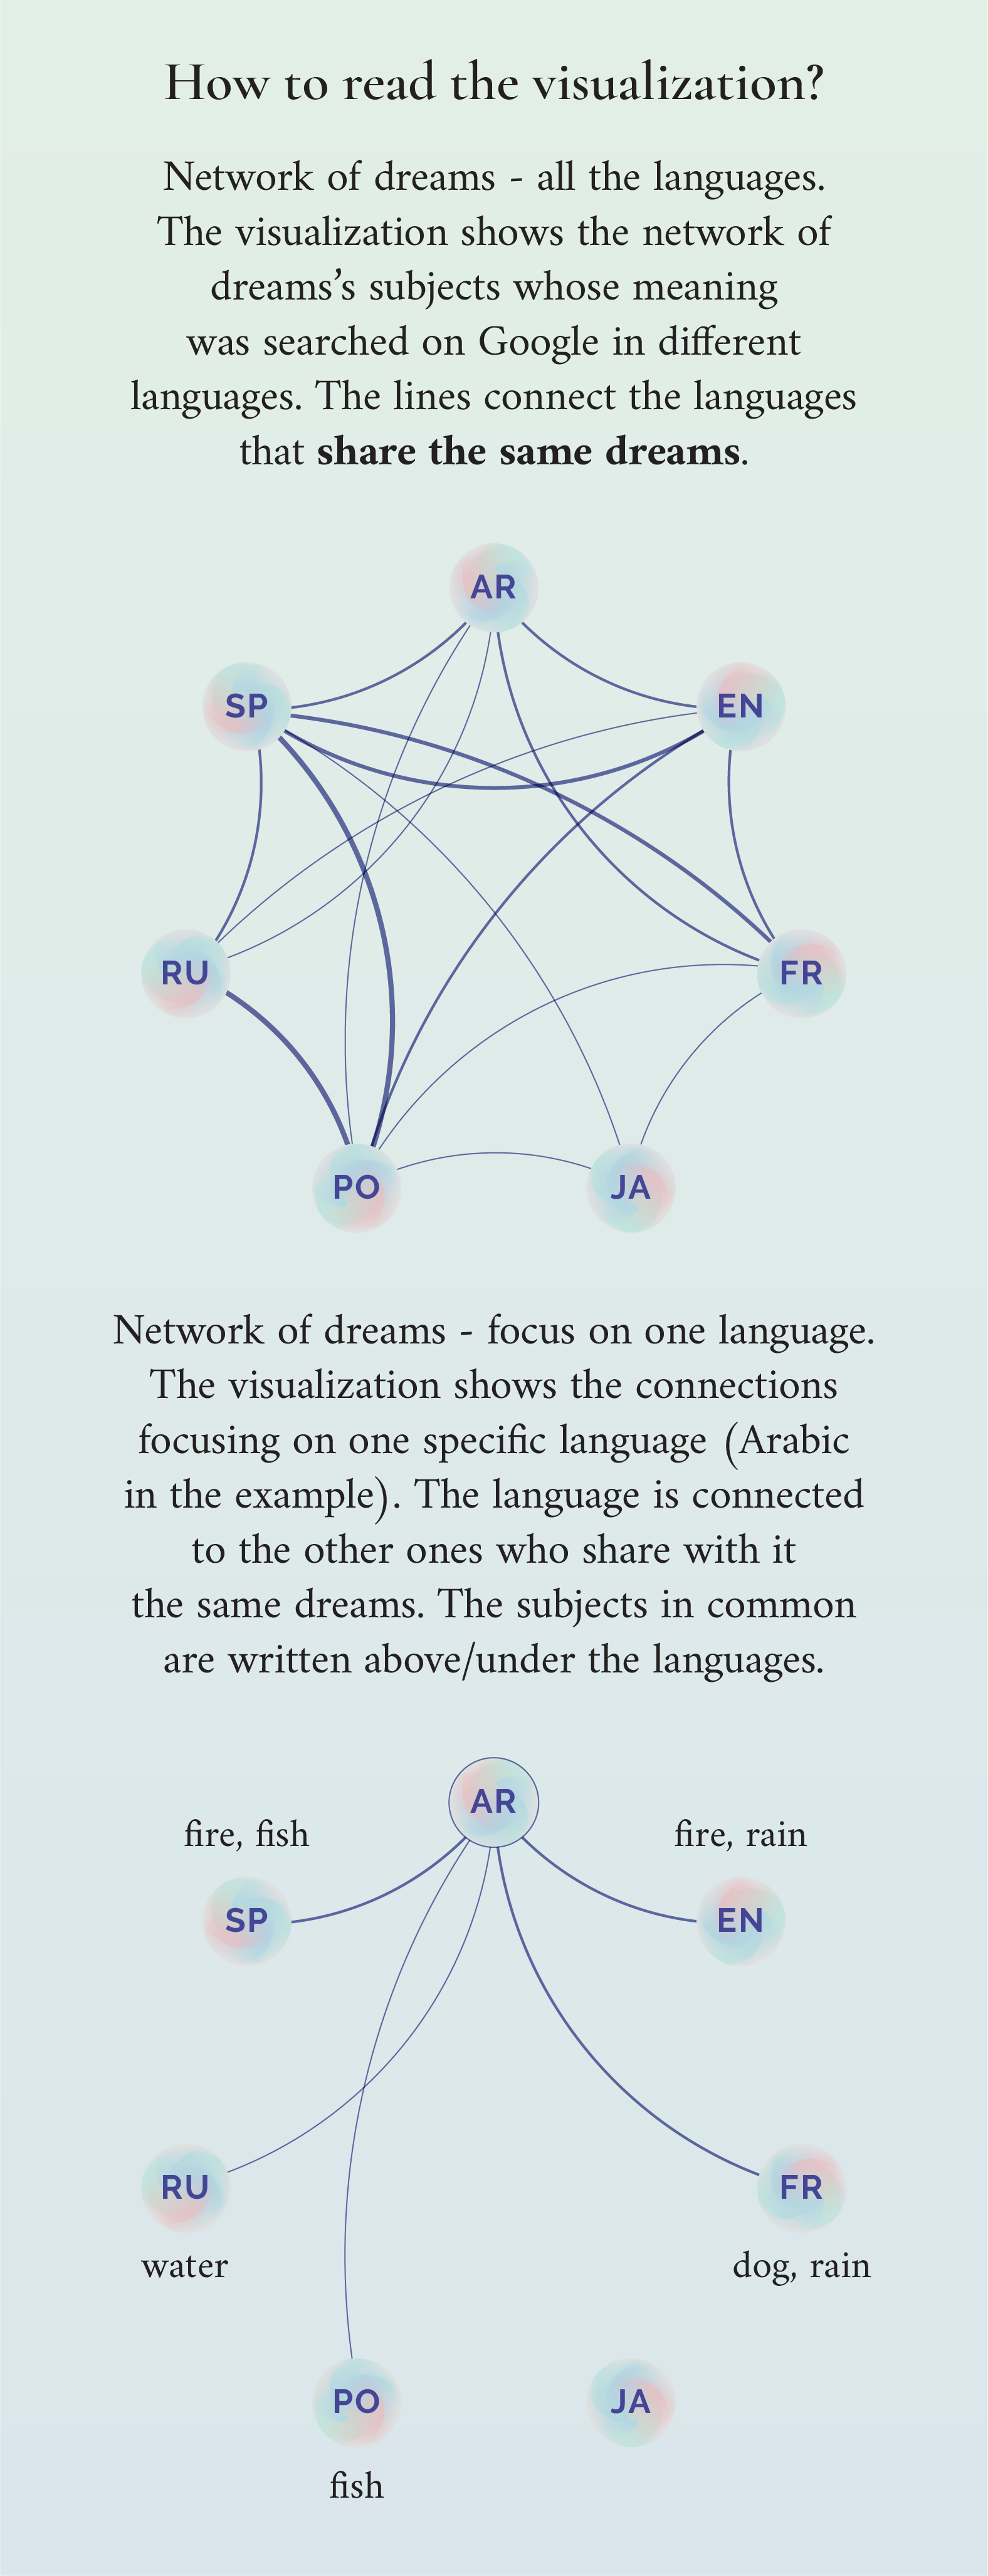 How to read the visualization?
Network of dreams - all the languages.
The visualization shows the network of
dreams’s subjects whose meaning
was searched on Google in different
languages. The lines connect the languages
that share the same dreams.
AR
SP
EN
RU
FR
PO
JA
Network of dreams - focus on one language.
The visualization shows the connections
focusing on one specific language (Arabic
in the example). The language is connected
to the other ones who share with it
the same dreams. The subjects in common
are written above/under the languages.
AR
fire, fish
fire, rain
SP
EN
RU
FR
water
dog, rain
PO
JA
fish